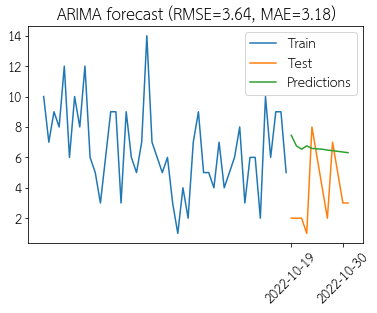 ARIMA forecast (RMSE=3.64, MAE=3.18)
Train
Test
Predictions
14
12
10
8
6
4
2
2022-10-19
2022-10-30